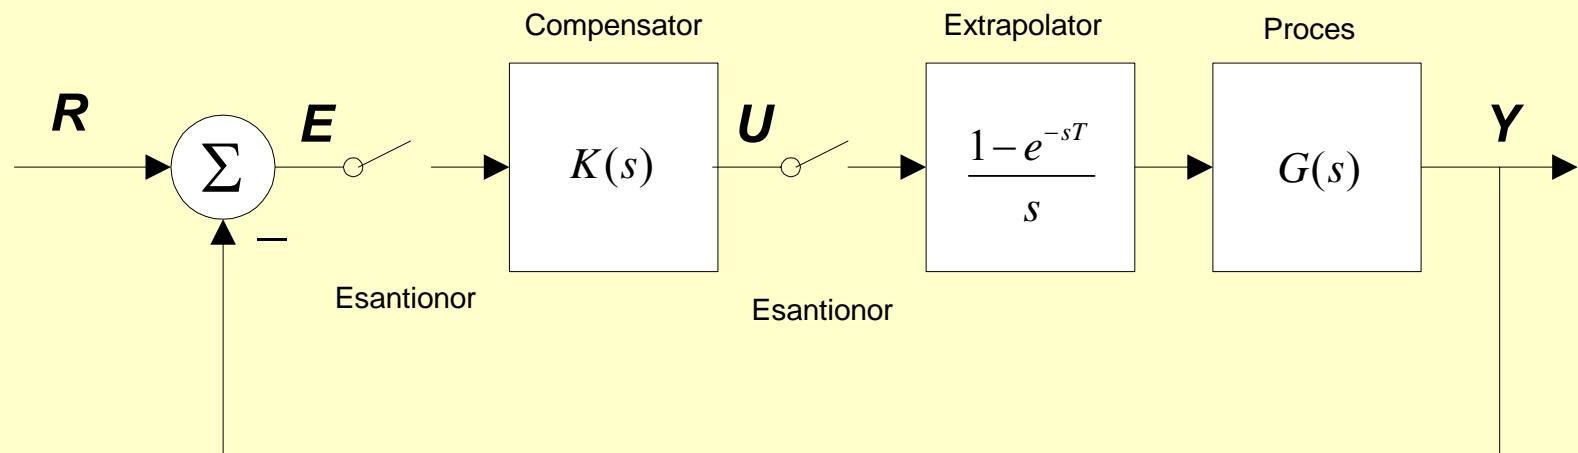 Compensator
Extrapolator
Proces
R
E
U
Y
Σ
K(s)
1−e^{−sT}
s
G(s)
−
Esantionor
Esantionor